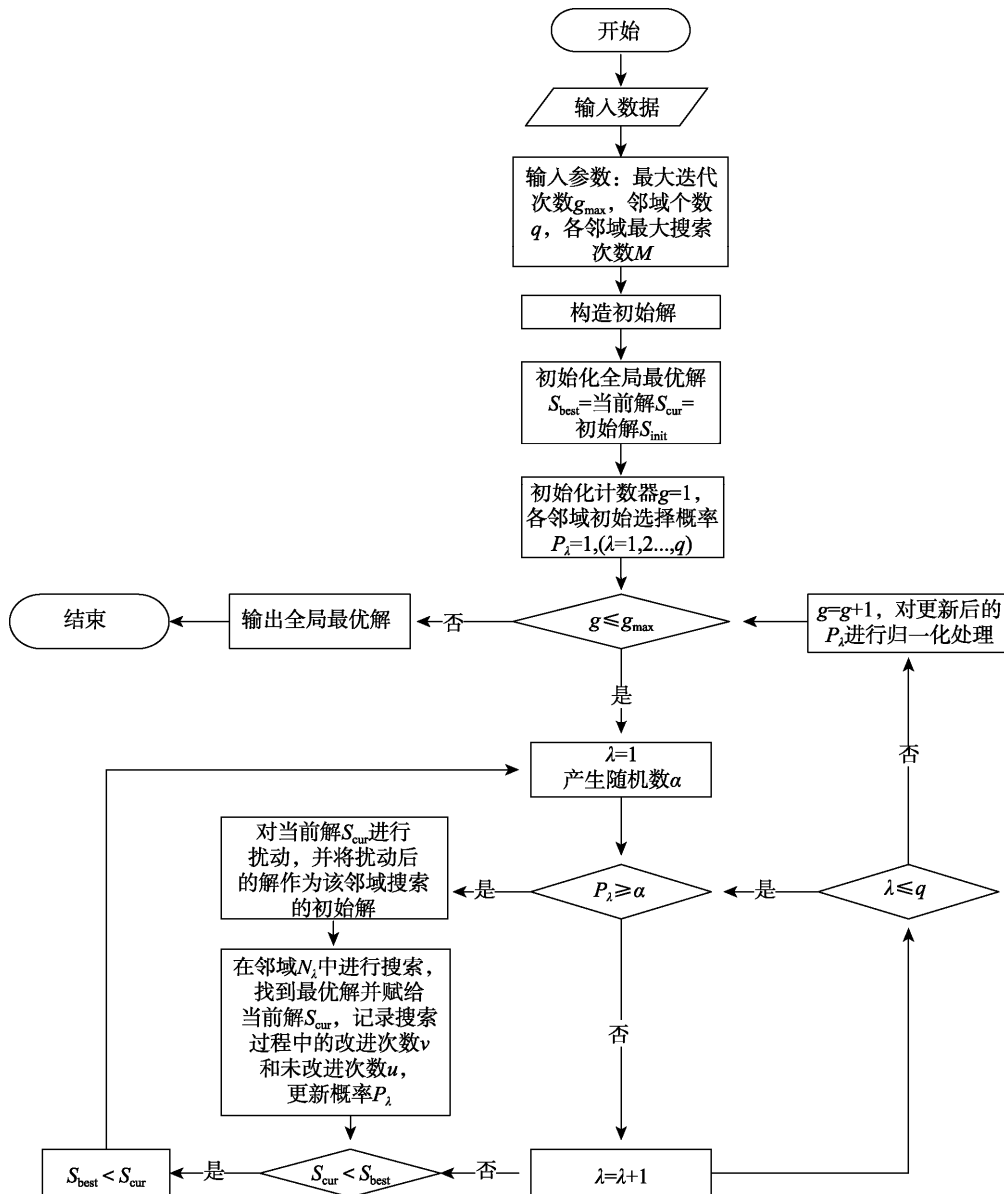 开始
输入数据
输入参数：最大迭代
次数gmax，邻域个数
q，各邻域最大搜索
次数M
构造初始解
初始化全局最优解
Sbest=当前解Scur=
初始解Sinit
初始化计数器g=1，
各邻域初始选择概率
Pλ=1,(λ=1,2...,q)
结束
输出全局最优解
否
g≤gmax
g=g+1，对更新后的
Pλ进行归一化处理
是
否
λ=1
产生随机数α
对当前解Scur进行
扰动，并将扰动后
的解作为该邻域搜索
的初始解
是
Pλ≥α
是
λ≤q
在邻域Nλ中进行搜索，
找到最优解并赋给
当前解Scur，记录搜索
过程中的改进次数v
和未改进次数u，
更新概率Pλ
否
Sbest<Scur
是
Scur<Sbest
否
λ=λ+1